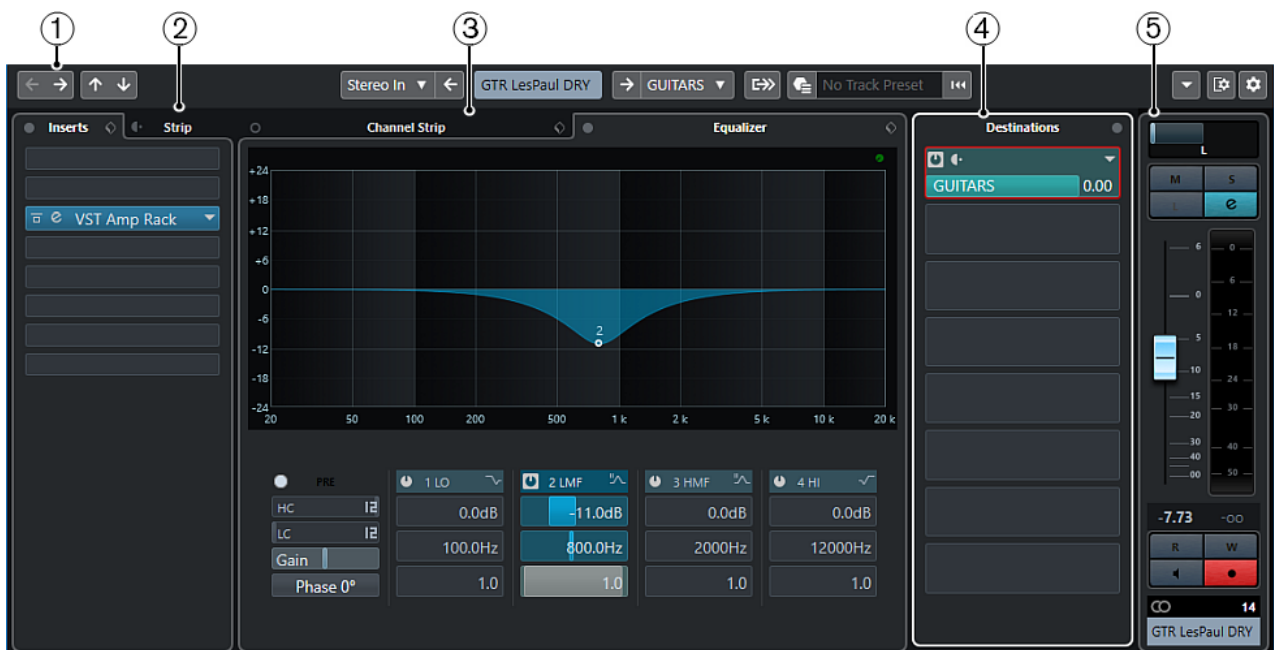 1 2 3 4 5
Stereo In GTR LesPaul DRY GUITARS No Track Preset
Inserts Strip Channel Strip Equalizer Destinations
L
VST Amp Rack
+24
+18
+12
+6
0
-6
-12
-18
-24
2
20 50 100 200 500 1 k 2 k 5 k 10 k 20 k
GUITARS 0.00
M S
L e
6
0
5
10
15
20
30
40
00
0
6
12
18
24
30
40
50
PRE
HC 12
LC 12
Gain
Phase 0°
1 LO
0.0dB
100.0Hz
1.0
2 LMF
-11.0dB
800.0Hz
1.0
3 HMF
0.0dB
2000Hz
1.0
4 HI
0.0dB
12000Hz
1.0
-7.73 -oo
R W
14
GTR LesPaul DRY